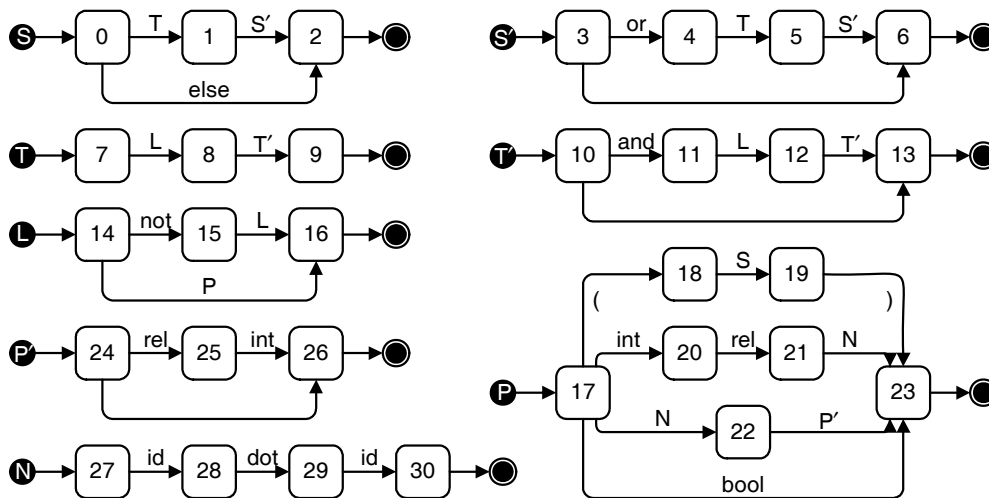 S 0 T 1 S′ 2
else
S′ 3 or 4 T 5 S′ 6
T 7 L 8 T′ 9
T′ 10 and 11 L 12 T′ 13
L 14 not 15 L 16
P
P′ 24 rel 25 int 26
N 27 id 28 dot 29 id 30
18 S 19
( )
int 20 rel 21 N
P 17 23
N 22 P′
bool